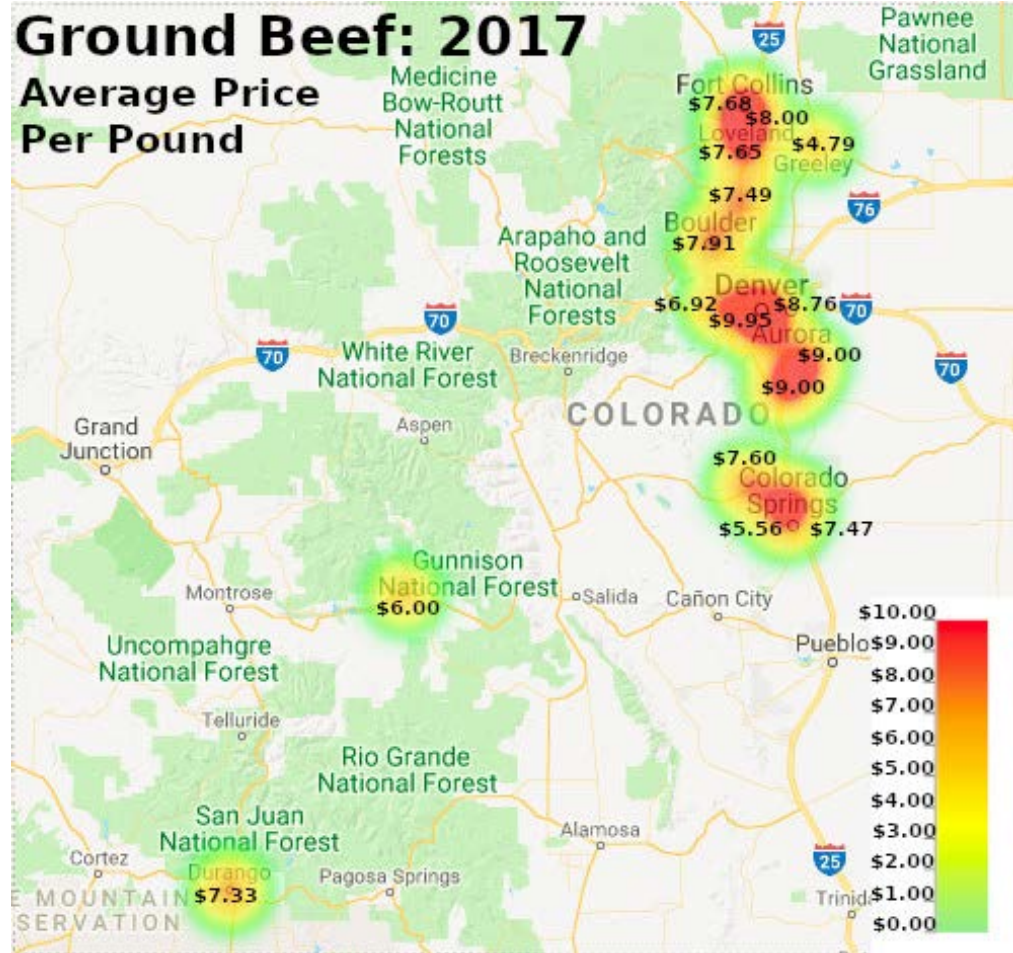 Ground Beef: 2017
Average Price
Per Pound
25
Pawnee
National
Grassland
Medicine
Bow-Routt
National
Forests
Fort Collins
$7.68
$8.00
Loveland
$7.65
$4.79
Greeley
$7.49
76
Boulder
$7.91
Arapaho and
Roosevelt
National
Forests
Denver
$6.92
$8.76
70
$9.95
Aurora
70
70
White River
National Forest
Breckenridge
$9.00
70
$9.00
COLORADO
Grand
Junction
Aspen
$7.60
Colorado
Springs
$5.56
$7.47
Gunnison
National Forest
$6.00
Montrose
Salida
Cañon City
Pueblo
Uncompahgre
National Forest
Telluride
Rio Grande
National Forest
San Juan
National Forest
Alamosa
Cortez
Durango
$7.33
Pagosa Springs
25
E MOUNTAIN
SERVATION
Trinid
$10.00
$9.00
$8.00
$7.00
$6.00
$5.00
$4.00
$3.00
$2.00
$1.00
$0.00